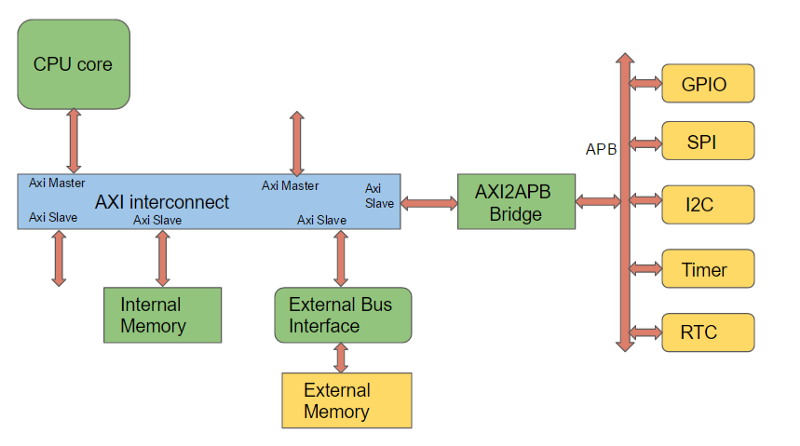 CPU core
GPIO
SPI
APB
Axi Master
Axi Master
Axi
Slave
AXI interconnect
Axi Slave
Axi Slave
Axi Slave
AXI2APB
Bridge
I2C
Timer
Internal
Memory
External Bus
Interface
RTC
External
Memory